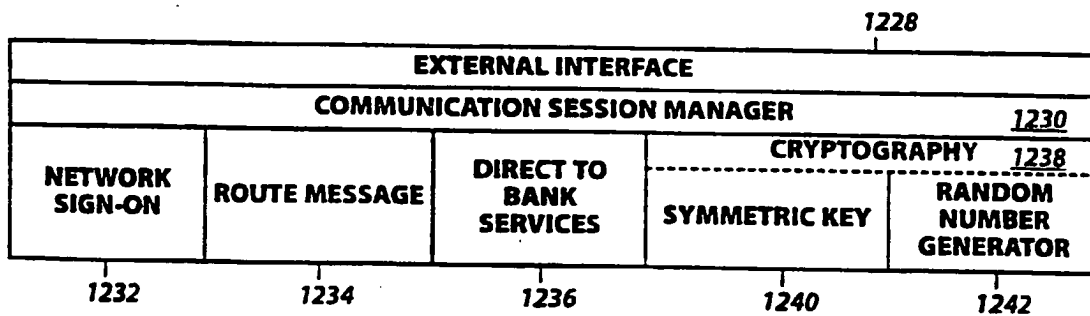 1228
EXTERNAL INTERFACE
COMMUNICATION SESSION MANAGER 1230
NETWORK
SIGN-ON
ROUTE MESSAGE
DIRECT TO
BANK
SERVICES
CRYPTOGRAPHY 1238
SYMMETRIC KEY
RANDOM
NUMBER
GENERATOR
1232
1234
1236
1240
1242